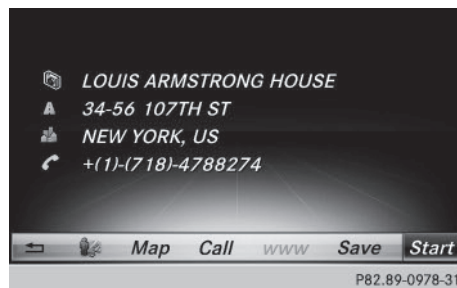 LOUIS ARMSTRONG HOUSE
A 34-56 107TH ST
NEW YORK, US
+(1)-(718)-4788274
Map Call www Save Start
P82.89-0978-31